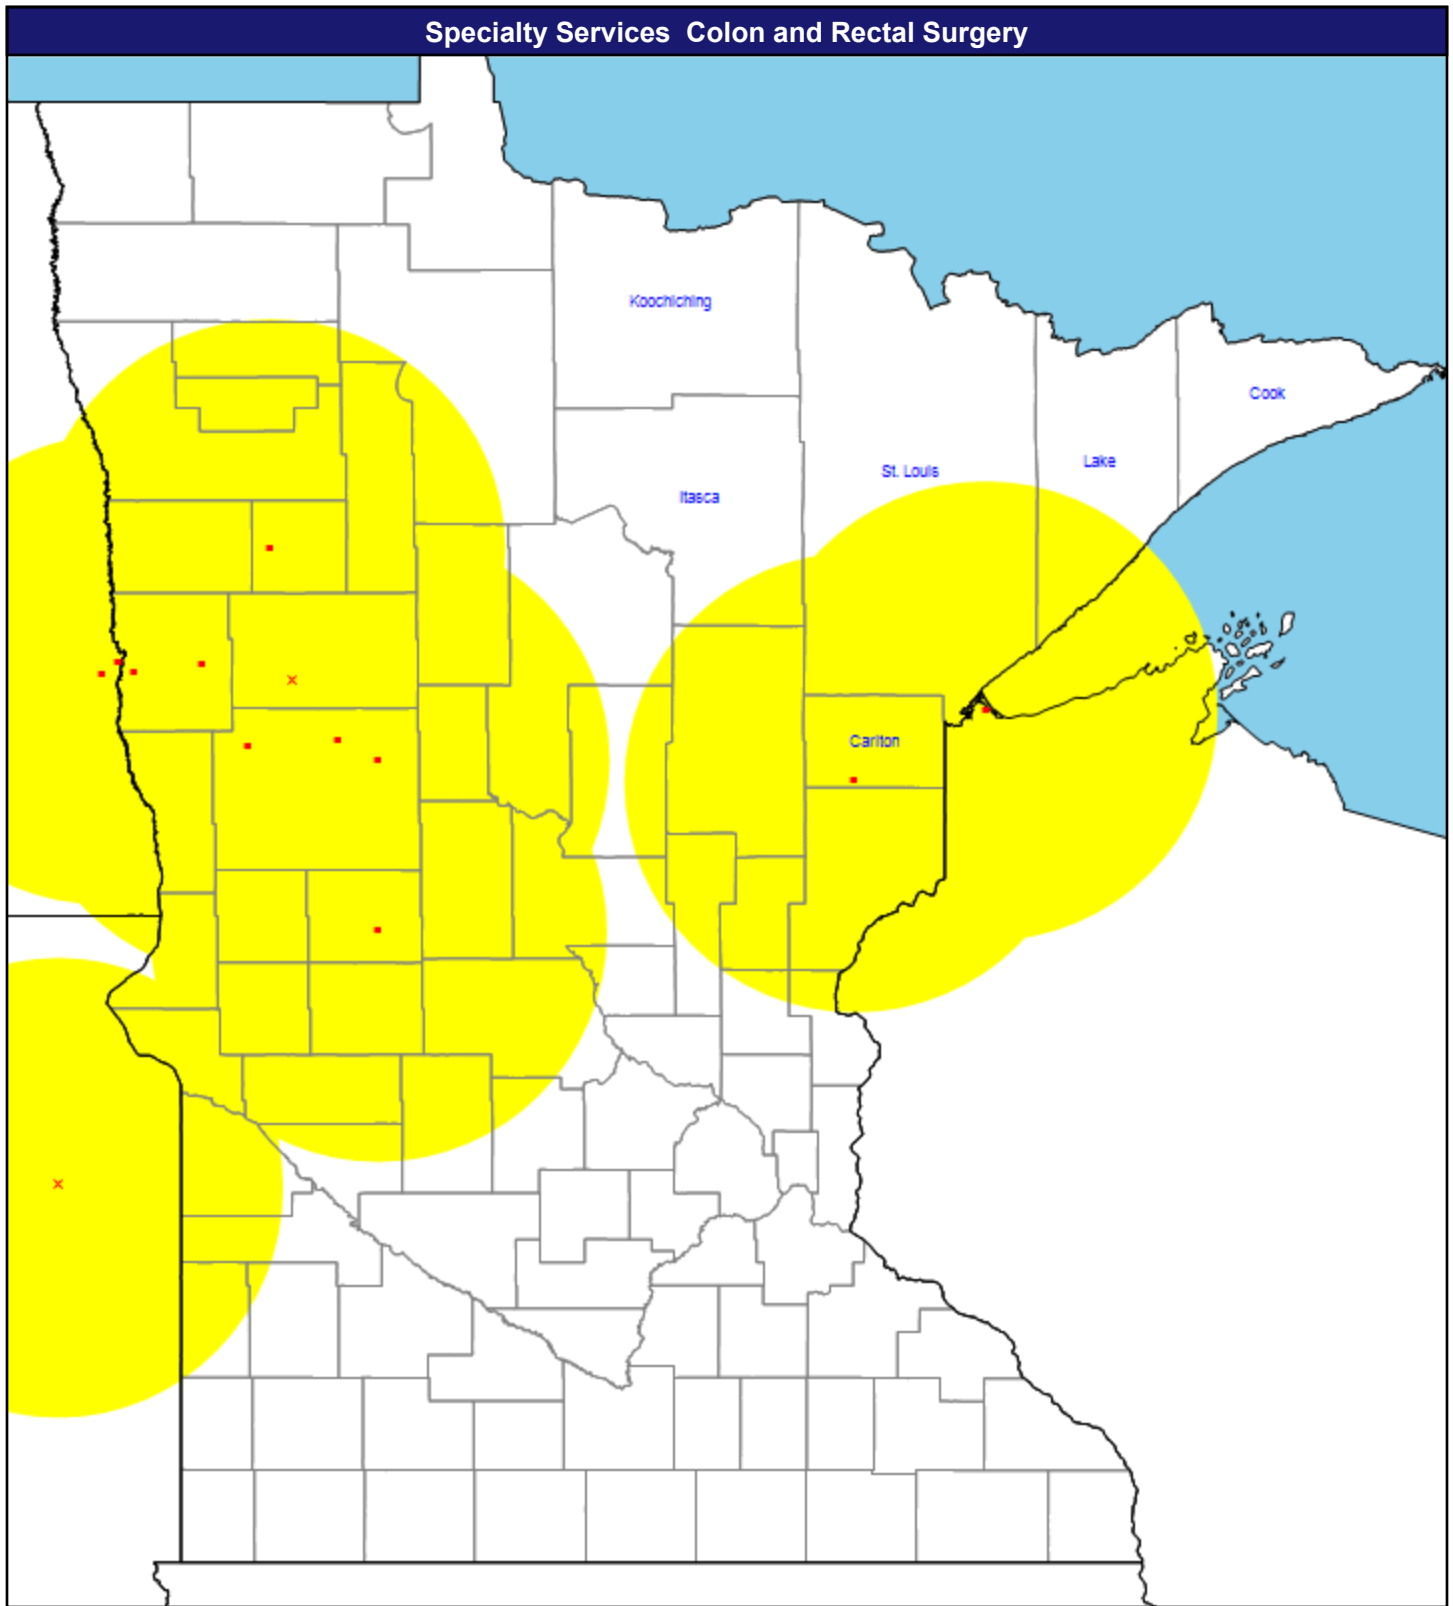 Specialty Services  Colon and Rectal Surgery
Koochiching
Cook
Lake
St. Louis
Itasca
Carlton